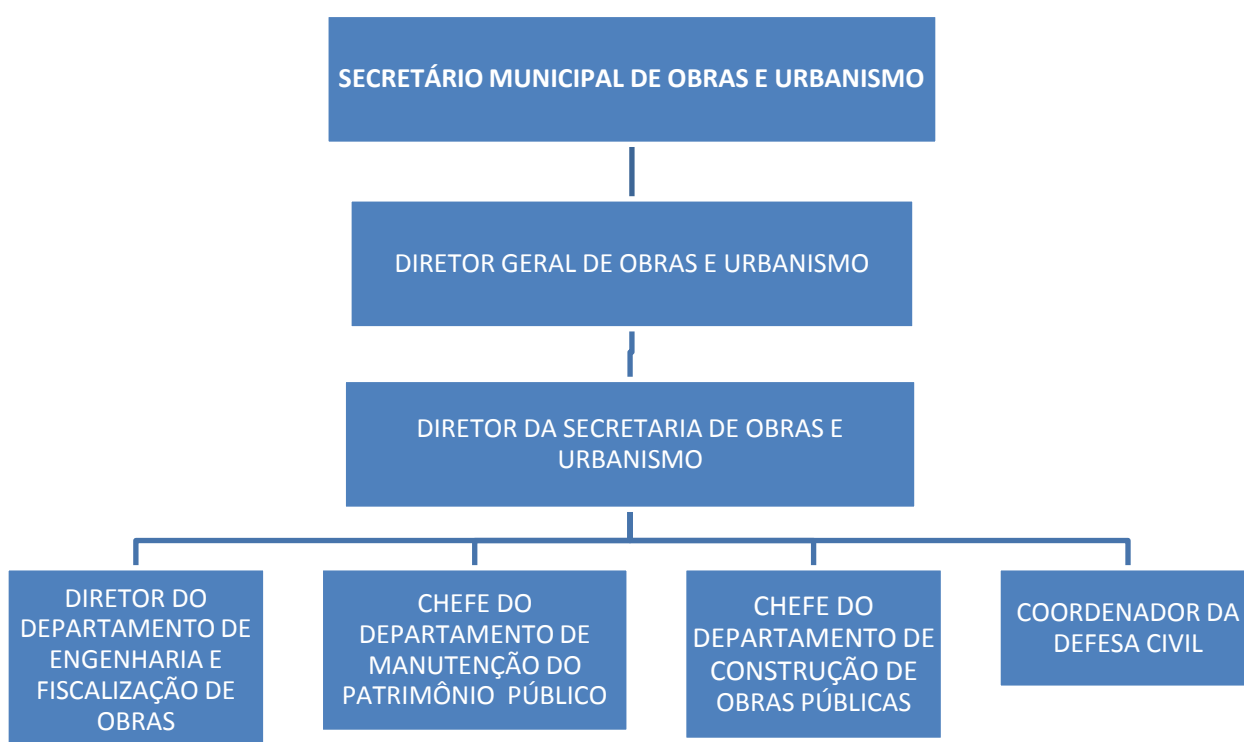 SECRETÁRIO MUNICIPAL DE OBRAS E URBANISMO
DIRETOR GERAL DE OBRAS E URBANISMO
DIRETOR DA SECRETARIA DE OBRAS E
URBANISMO
DIRETOR DO
DEPARTAMENTO DE
ENGENHARIA E
FISCALIZAÇÃO DE
OBRAS
CHEFE DO
DEPARTAMENTO DE
MANUTENÇÃO DO
PATRIMÔNIO PÚBLICO
CHEFE DO
DEPARTAMENTO DE
CONSTRUÇÃO DE
OBRAS PÚBLICAS
COORDENADOR DA
DEFESA CIVIL